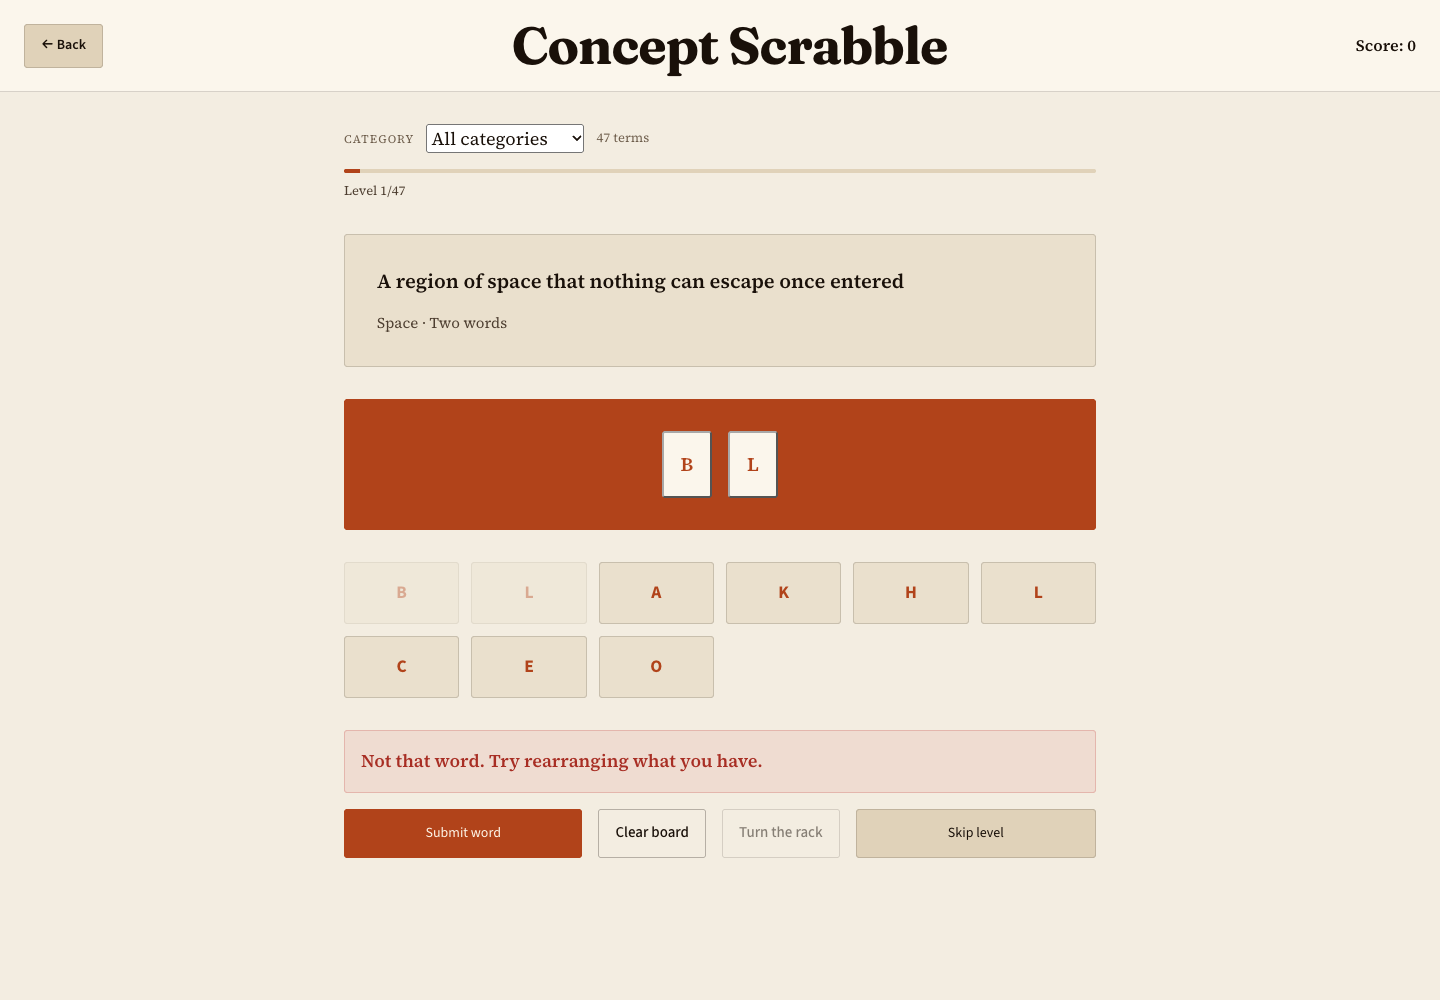 ← Back
Concept Scrabble
Score: 0
CATEGORY All categories 47 terms
Level 1/47
A region of space that nothing can escape once entered
Space · Two words
B L
B L A K H L
C E O
Not that word. Try rearranging what you have.
Submit word Clear board Turn the rack Skip level